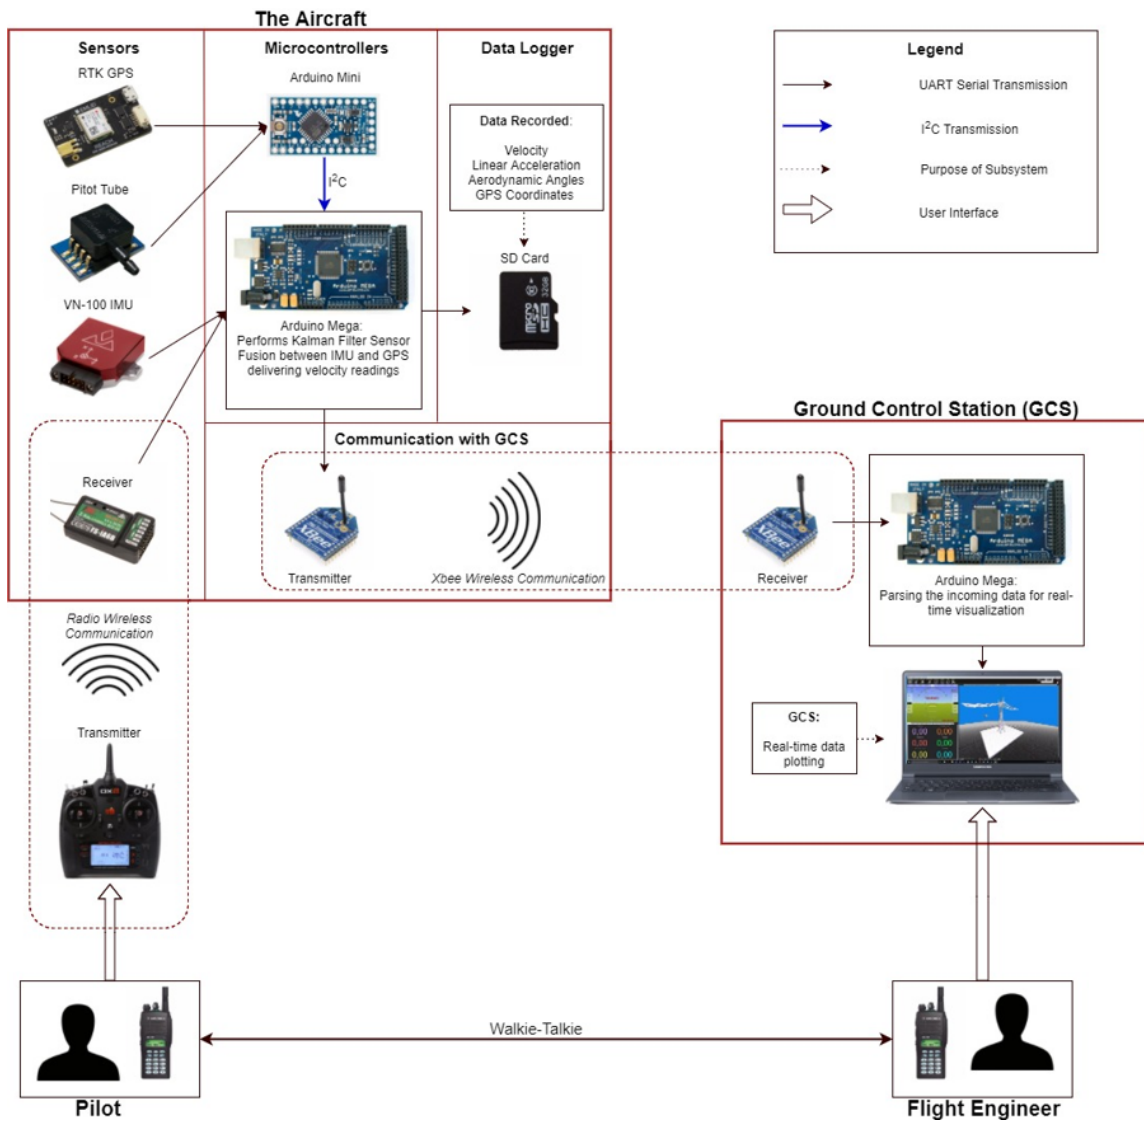 The Aircraft
Sensors
Microcontrollers
Data Logger
Legend
RTK GPS
Arduino Mini
UART Serial Transmission
Data Recorded:
I²C Transmission
Velocity
Linear Acceleration
Aerodynamic Angles
GPS Coordinates
Purpose of Subsystem
User Interface
Pitot Tube
I²C
SD Card
VN-100 IMU
Arduino Mega:
Performs Kalman Filter Sensor
Fusion between IMU and GPS
delivering velocity readings
Ground Control Station (GCS)
Communication with GCS
Receiver
XBee
Transmitter
Xbee Wireless Communication
Receiver
Arduino Mega:
Parsing the incoming data for real-
time visualization
Radio Wireless
Communication
Transmitter
GCS:
Real-time data
plotting
Walkie-Talkie
Pilot
Flight Engineer